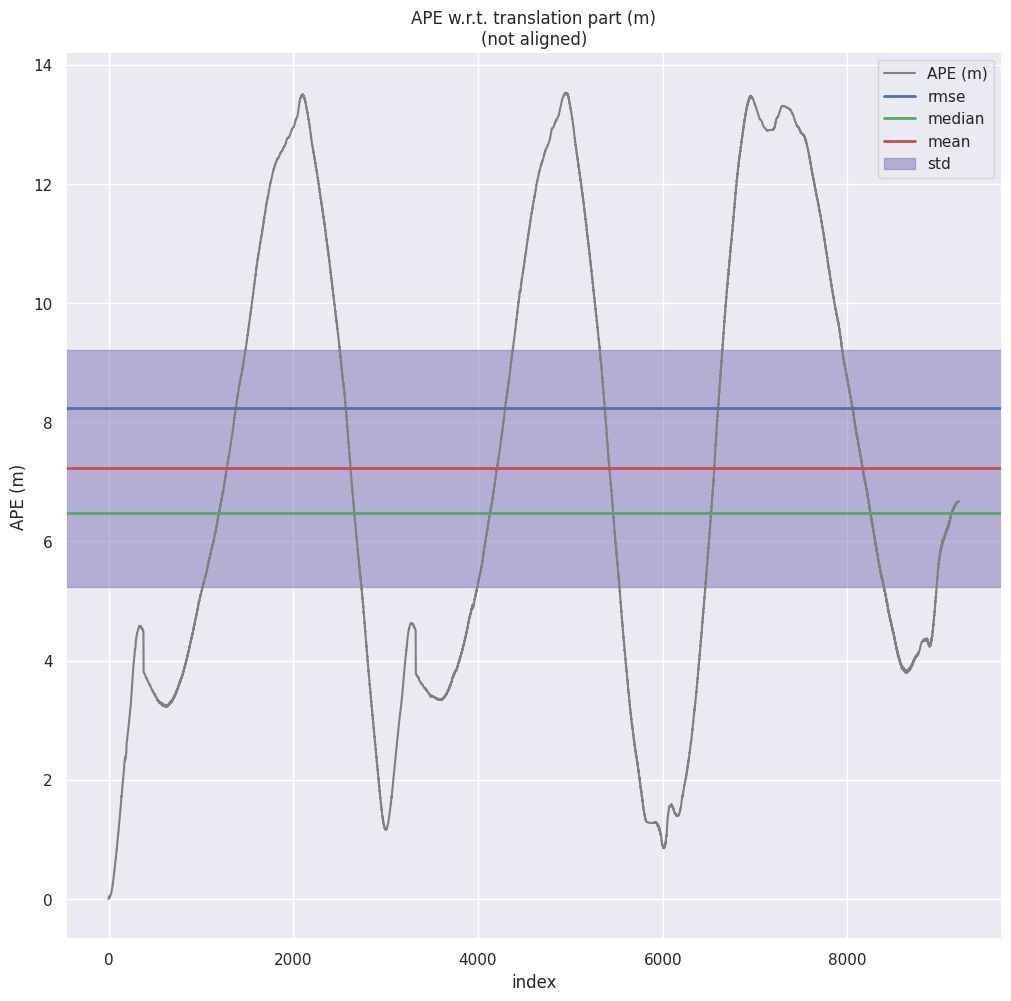 APE w.r.t. translation part (m)
(not aligned)
APE (m)
rmse
median
mean
std
14
12
10
8
6
4
2
0
APE (m)
0
2000
4000
6000
8000
index